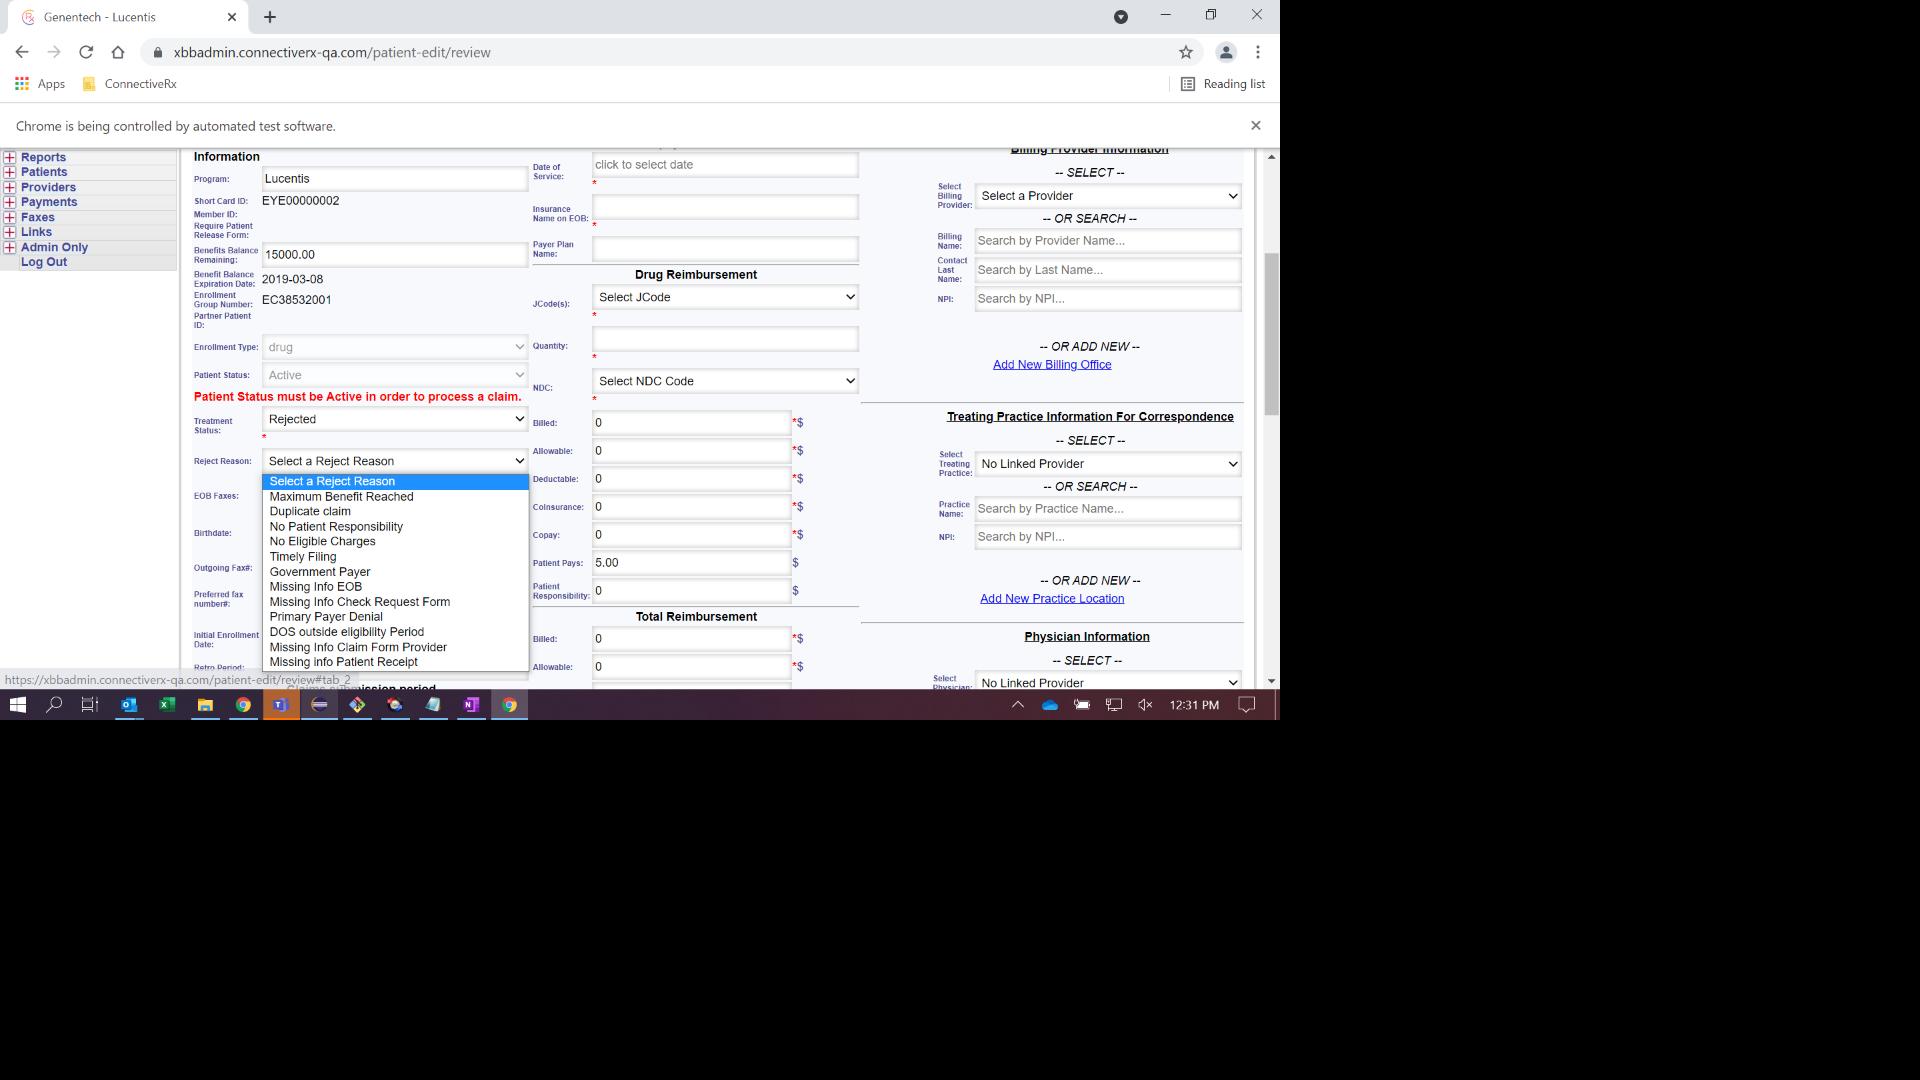 Genentech - Lucentis
xbbadmin.connectiverx-qa.com/patient-edit/review
Apps
ConnectiveRx
Reading list
Chrome is being controlled by automated test software.
Reports
Patients
Providers
Payments
Faxes
Links
Admin Only
Log Out
Information
Program:
Lucentis
Short Card ID:
EYE00000002
Member ID:
Require Patient
Release Form:
Benefits Balance
Remaining:
15000.00
Benefit Balance
Expiration Date:
2019-03-08
Enrollment
Group Number:
EC38532001
Partner Patient
ID:
Enrollment Type:
drug
Patient Status:
Active
Patient Status must be Active in order to process a claim.
Treatment
Status:
Rejected
*
Reject Reason:
Select a Reject Reason
Select a Reject Reason
Maximum Benefit Reached
Duplicate claim
No Patient Responsibility
No Eligible Charges
Timely Filing
Government Payer
Missing Info EOB
Missing Info Check Request Form
Primary Payer Denial
DOS outside eligibility Period
Missing Info Claim Form Provider
Missing info Patient Receipt
EOB Faxes:
Birthdate:
Outgoing Fax#:
Preferred fax
number#:
Initial Enrollment
Date:
Retro Period:
Date of
Service:
click to select date
*
Insurance
Name on EOB:
*
Payer Plan
Name:
Drug Reimbursement
JCode(s):
Select JCode
*
Quantity:
*
NDC:
Select NDC Code
*
Billed:
0
*$
Allowable:
0
*$
Deductable:
0
*$
Coinsurance:
0
*$
Copay:
0
*$
Patient Pays:
5.00
$
Patient
Responsibility:
0
$
Total Reimbursement
Billed:
0
*$
Allowable:
0
*$
Billing Provider Information
-- SELECT --
Select
Billing
Provider:
Select a Provider
-- OR SEARCH --
Billing
Name:
Search by Provider Name...
Contact
Last
Name:
Search by Last Name...
NPI:
Search by NPI...
-- OR ADD NEW --
Add New Billing Office
Treating Practice Information For Correspondence
-- SELECT --
Select
Treating
Practice:
No Linked Provider
-- OR SEARCH --
Practice
Name:
Search by Practice Name...
NPI:
Search by NPI...
-- OR ADD NEW --
Add New Practice Location
Physician Information
-- SELECT --
Select
Physician:
No Linked Provider
https://xbbadmin.connectiverx-qa.com/patient-edit/review#tab_2
12:31 PM